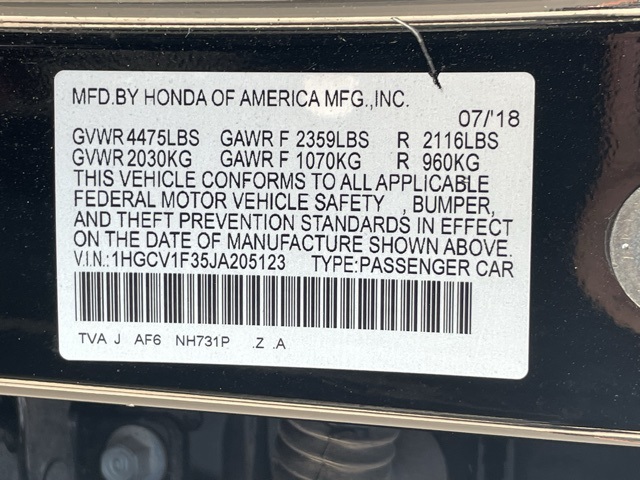 MFD.BY HONDA OF AMERICA MFG.,INC.
07/'18
GVWR 4475LBS GAWR F 2359LBS R 2116LBS
GVWR 2030KG GAWR F 1070KG R 960KG
THIS VEHICLE CONFORMS TO ALL APPLICABLE
FEDERAL MOTOR VEHICLE SAFETY , BUMPER,
AND THEFT PREVENTION STANDARDS IN EFFECT
ON THE DATE OF MANUFACTURE SHOWN ABOVE.
V.I.N.:1HGCV1F35JA205123 TYPE:PASSENGER CAR
TVA J AF6 NH731P .Z .A